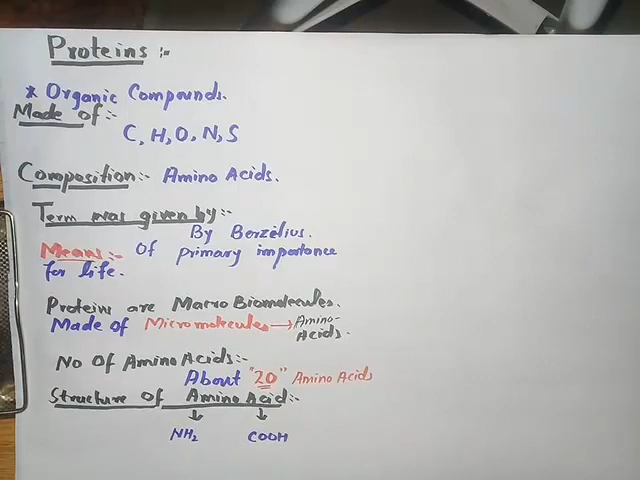 Proteins :-
* Organic Compounds.
Made of :-
C, H, O, N, S
Composition :- Amino Acids.
Term was given by :-
By Berzelius.
Means :- Of primary importance
for life.
Proteins are Macro Biomolecules.
Made of Micromolecules → Amino-
Acids.
No Of Amino Acids :-
About "20" Amino Acids
Structure of Amino Acid :-
↓ ↓
NH₂ COOH